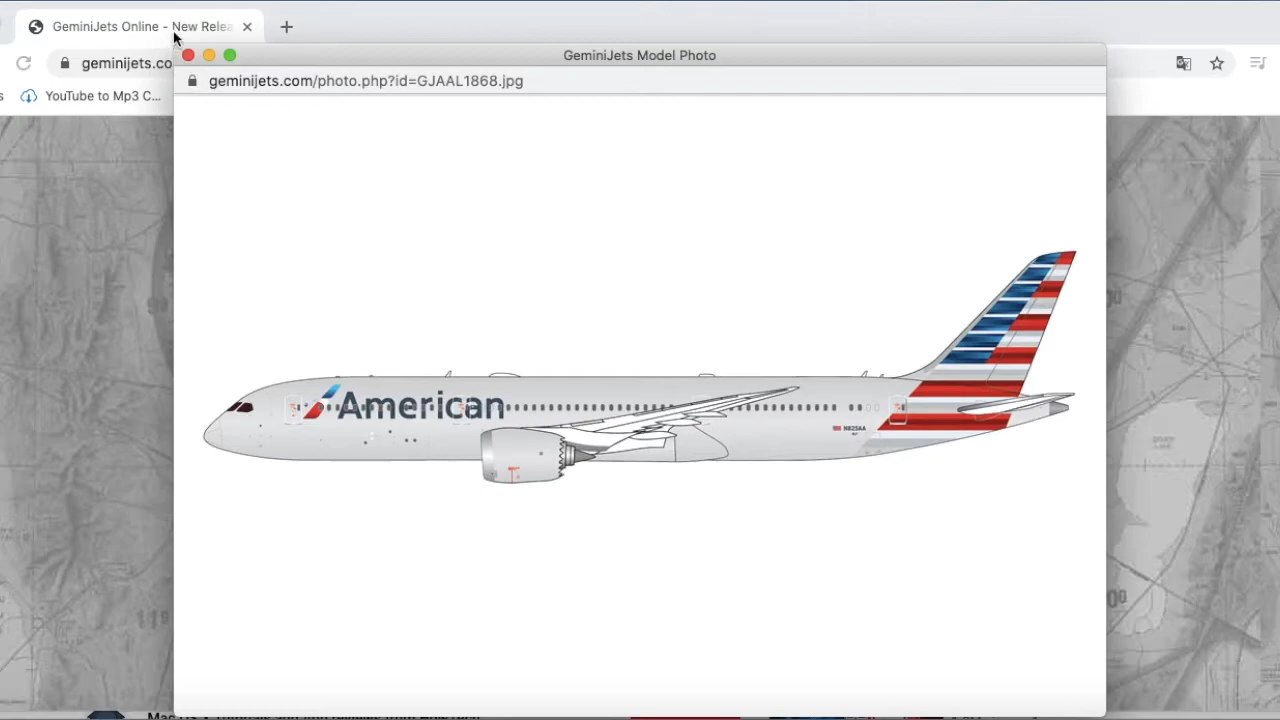 GeminiJets Online - New Relea
geminijets.co
s
YouTube to Mp3 C...
GeminiJets Model Photo
geminijets.com/photo.php?id=GJAAL1868.jpg
American
N825AA